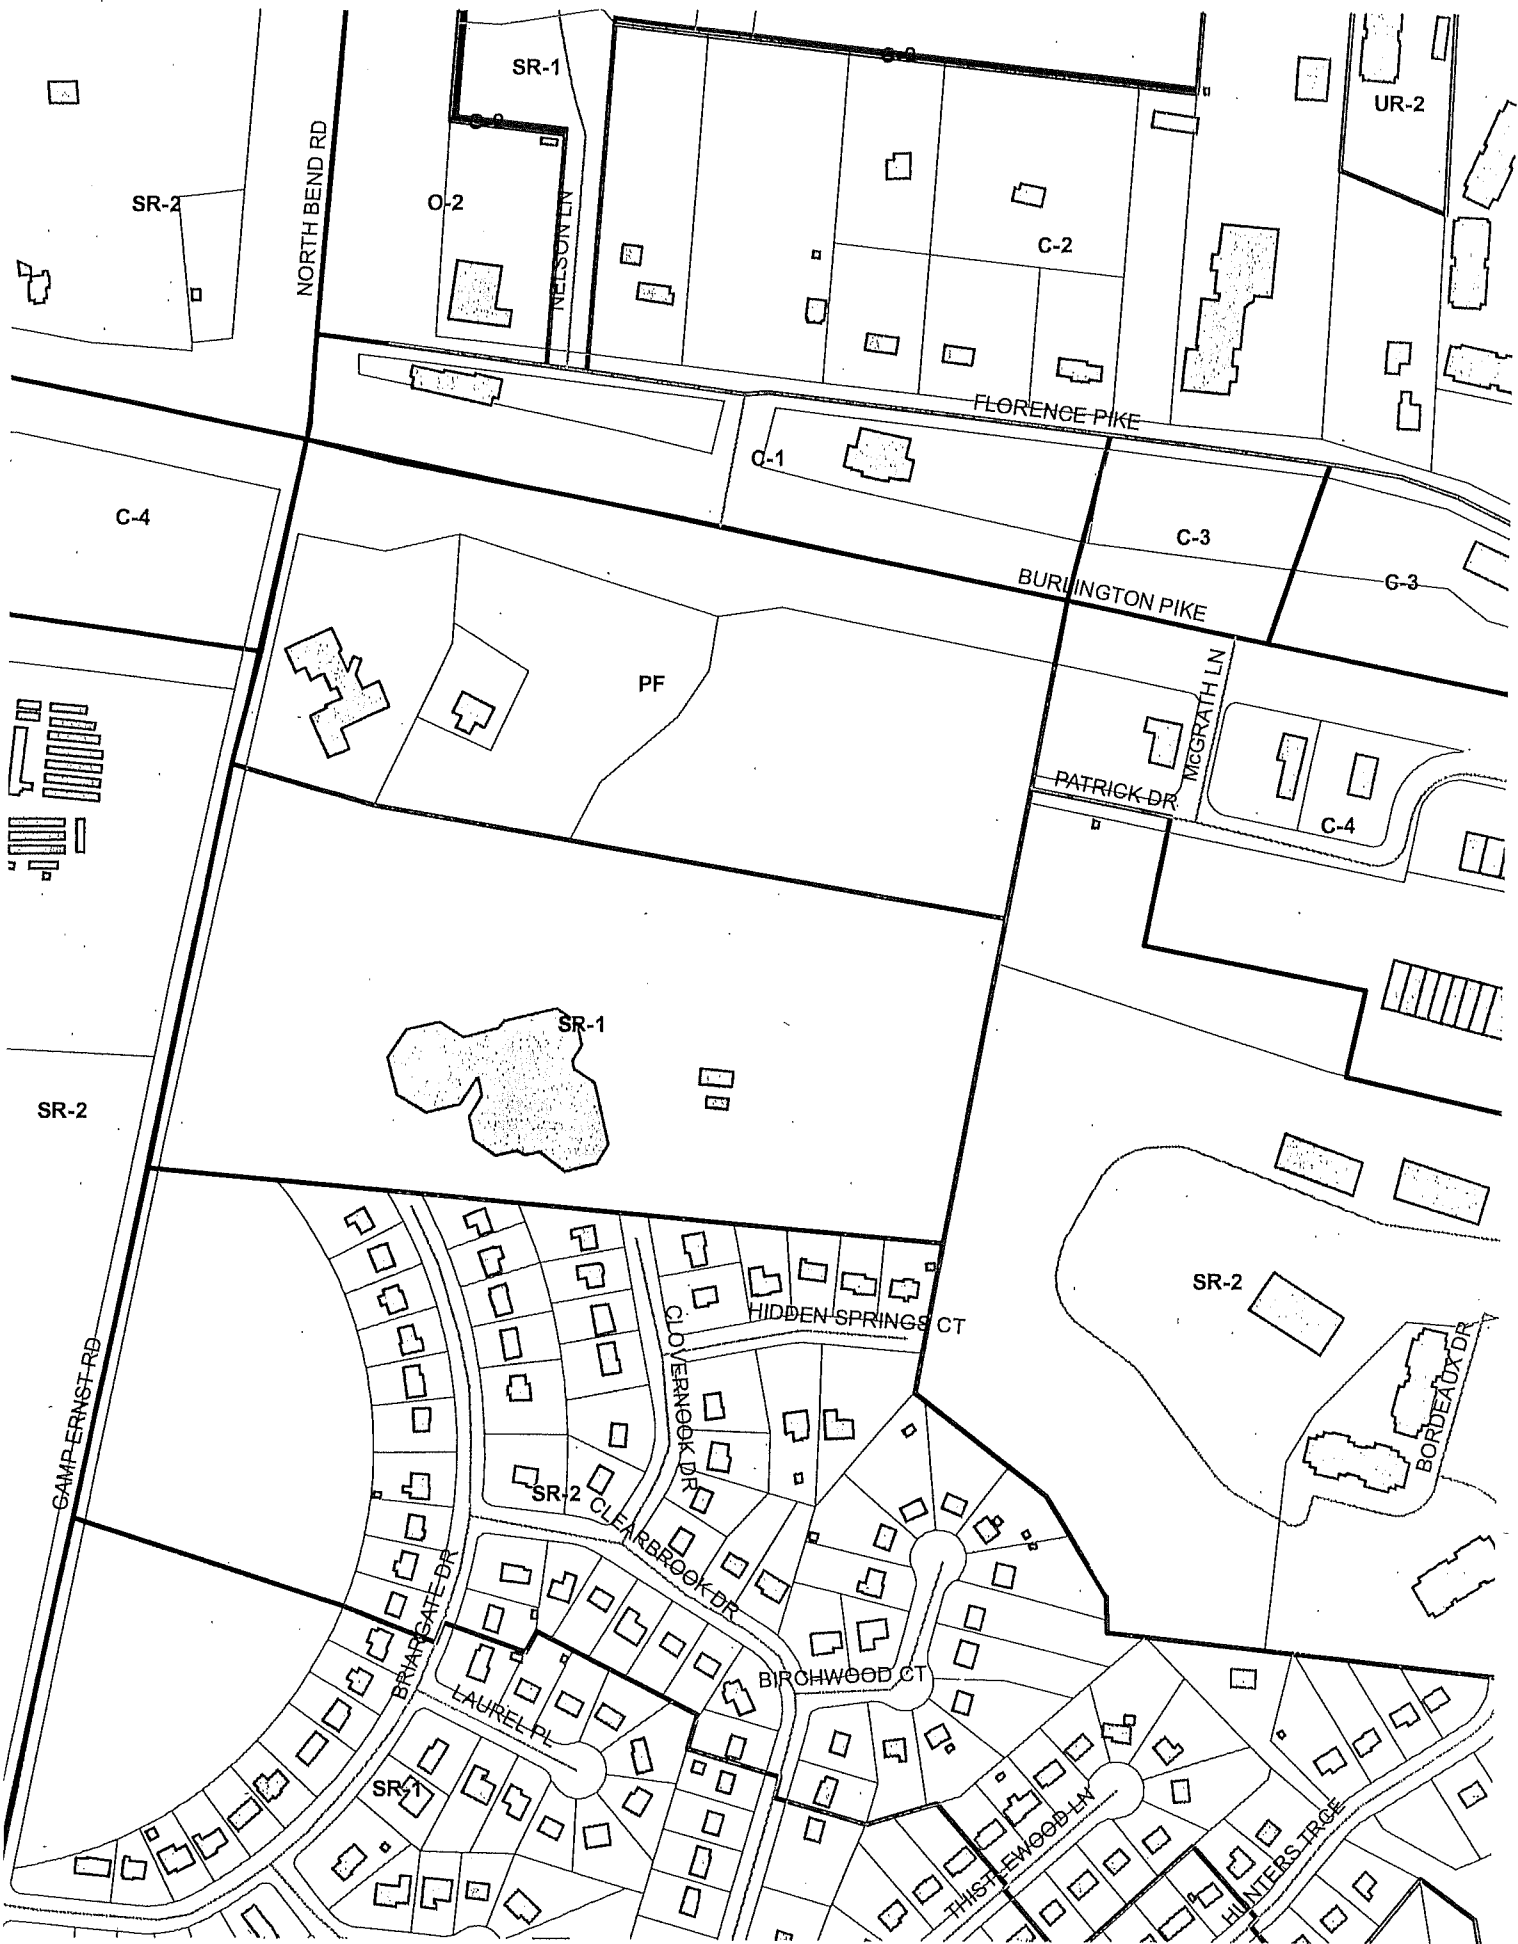 SR-1
UR-2
SR-2
NORTH BEND RD
O-2
NELSON LN
C-2
FLORENCE PIKE
C-1
C-4
C-3
BURLINGTON PIKE
C-3
McGRATH LN
PF
PATRICK DR
C-4
SR-1
SR-2
SR-2
HIDDEN SPRINGS CT
CLOVERNOOK DR
BORDEAUX DR
CAMP ERNST RD
SR-2
CLEARBROOK DR
BRIARGATE DR
BIRCHWOOD CT
LAUREL PL
SR-1
THISTLEWOOD LN
HUNTERS TRCE